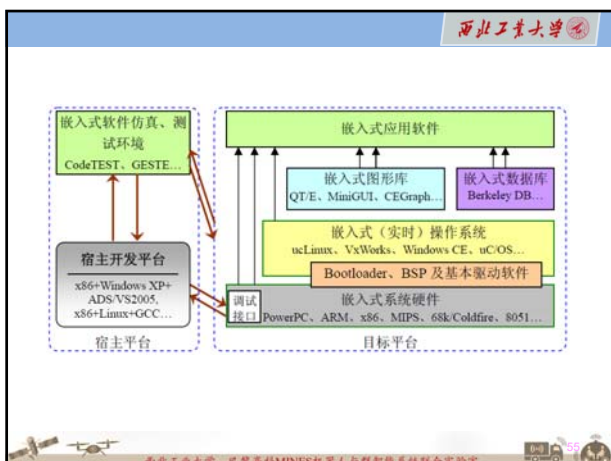 西北工业大学
嵌入式软件仿真、测
试环境
CodeTEST、GESTE…
宿主开发平台
x86+Windows XP+
ADS/VS2005,
x86+Linux+GCC…
宿主平台
嵌入式应用软件
嵌入式图形库
QT/E、MiniGUI、CEGraph…
嵌入式数据库
Berkeley DB…
嵌入式（实时）操作系统
ucLinux、VxWorks、Windows CE、uC/OS…
Bootloader、BSP 及基本驱动软件
调试
接口
嵌入式系统硬件
PowerPC、ARM、x86、MIPS、68k/Coldfire、8051…
目标平台
55